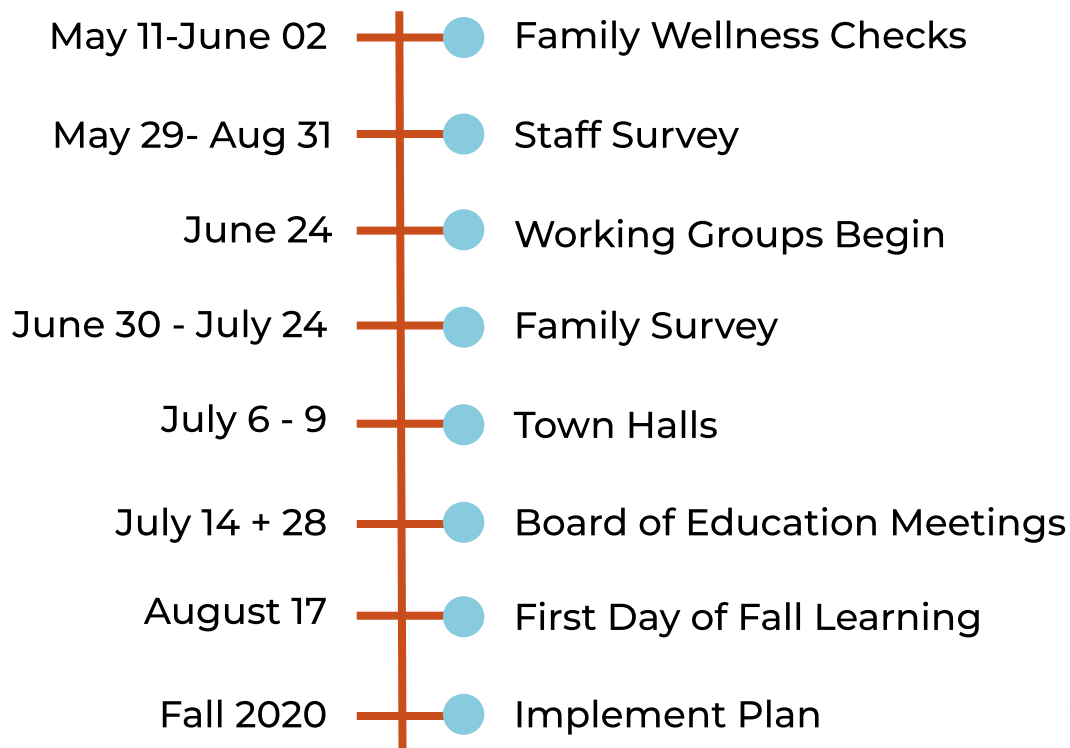 May 11-June 02 Family Wellness Checks
May 29- Aug 31 Staff Survey
June 24 Working Groups Begin
June 30 - July 24 Family Survey
July 6 - 9 Town Halls
July 14 + 28 Board of Education Meetings
August 17 First Day of Fall Learning
Fall 2020 Implement Plan